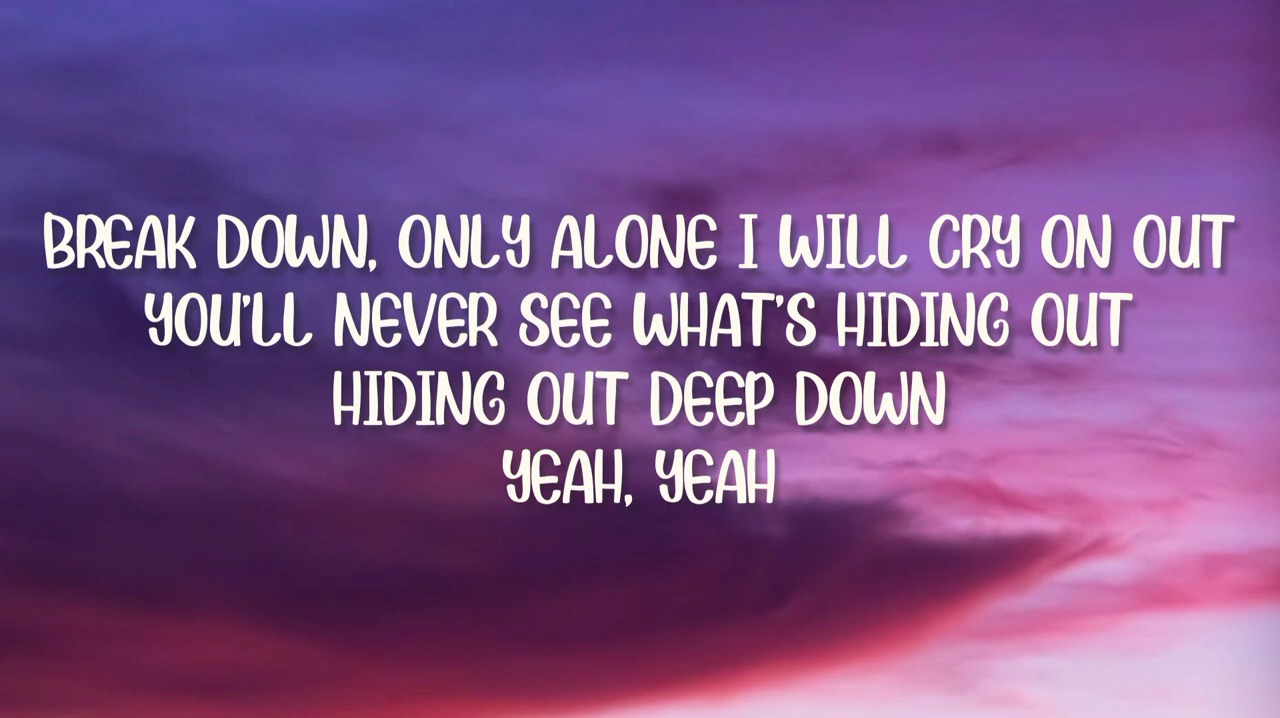 BREAK DOWN, ONLY ALONE I WILL CRY ON OUT
YOU'LL NEVER SEE WHAT'S HIDING OUT
HIDING OUT DEEP DOWN
YEAH, YEAH